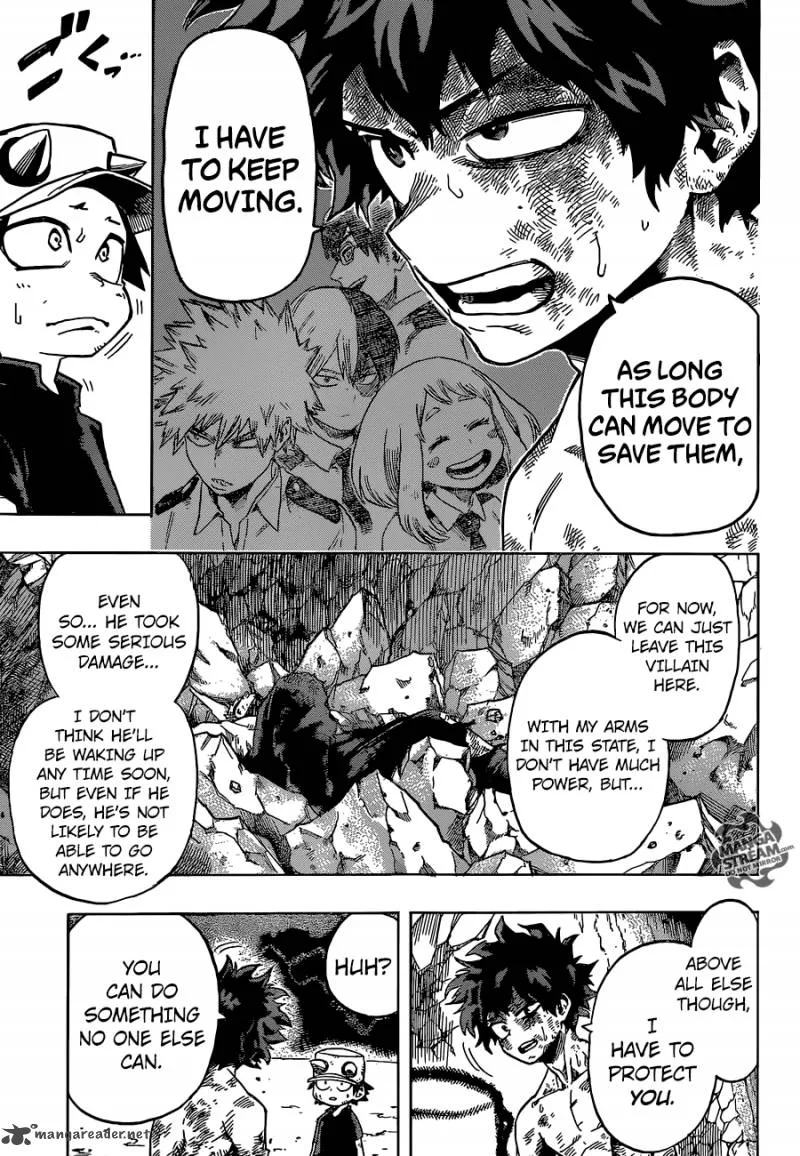 AS LONG
THIS BODY
CAN MOVE TO
SAVE THEM,
I HAVE
TO KEEP
MOVING.
FOR NOW,
WE CAN JUST
LEAVE THIS
VILLAIN
HERE.
WITH MY ARMS
IN THIS STATE, I
DON'T HAVE MUCH
POWER, BUT...
EVEN
SO... HE TOOK
SOME SERIOUS
DAMAGE...
I DON'T
THINK HE'LL
BE WAKING UP
ANY TIME SOON,
BUT EVEN IF HE
DOES, HE'S NOT
LIKELY TO BE
ABLE TO GO
ANYWHERE.
MANGA
STREAM.com
DO NOT MIRROR
ABOVE
ALL ELSE
THOUGH,
I
HAVE TO
PROTECT
YOU.
HUH?
YOU
CAN DO
SOMETHING
NO ONE ELSE
CAN.
mangareader.net